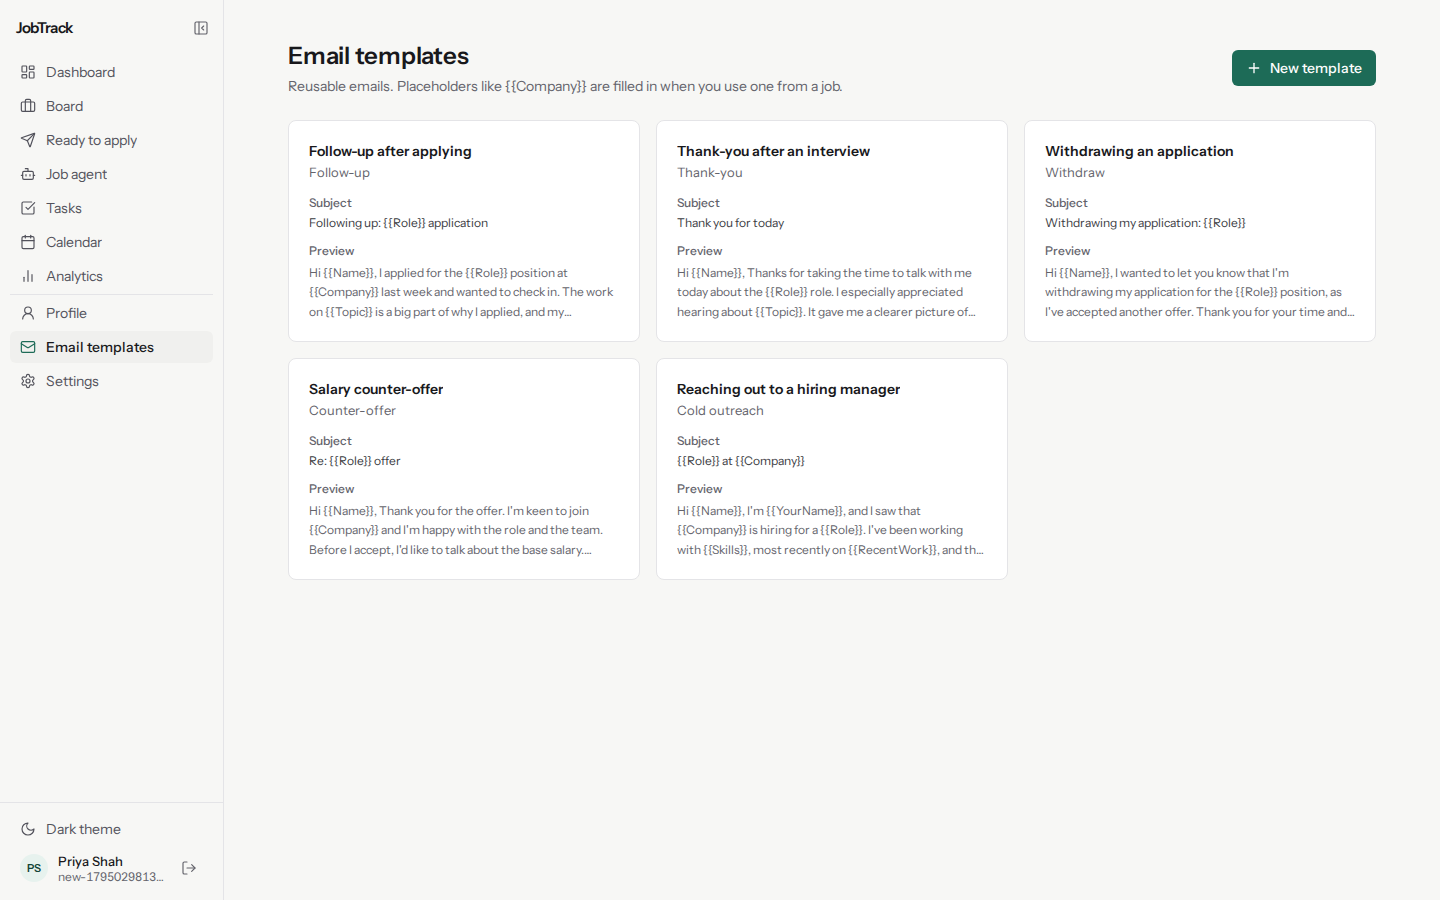 JobTrack
Dashboard
Board
Ready to apply
Job agent
Tasks
Calendar
Analytics
Profile
Email templates
Settings
Dark theme
PS
Priya Shah
new-1795029813...
Email templates
Reusable emails. Placeholders like {{Company}} are filled in when you use one from a job.
New template
Follow-up after applying
Follow-up
Subject
Following up: {{Role}} application
Preview
Hi {{Name}}, I applied for the {{Role}} position at
{{Company}} last week and wanted to check in. The work
on {{Topic}} is a big part of why I applied, and my...
Thank-you after an interview
Thank-you
Subject
Thank you for today
Preview
Hi {{Name}}, Thanks for taking the time to talk with me
today about the {{Role}} role. I especially appreciated
hearing about {{Topic}}. It gave me a clearer picture of...
Withdrawing an application
Withdraw
Subject
Withdrawing my application: {{Role}}
Preview
Hi {{Name}}, I wanted to let you know that I'm
withdrawing my application for the {{Role}} position, as
I've accepted another offer. Thank you for your time and...
Salary counter-offer
Counter-offer
Subject
Re: {{Role}} offer
Preview
Hi {{Name}}, Thank you for the offer. I'm keen to join
{{Company}} and I'm happy with the role and the team.
Before I accept, I'd like to talk about the base salary....
Reaching out to a hiring manager
Cold outreach
Subject
{{Role}} at {{Company}}
Preview
Hi {{Name}}, I'm {{YourName}}, and I saw that
{{Company}} is hiring for a {{Role}}. I've been working
with {{Skills}}, most recently on {{RecentWork}}, and th...